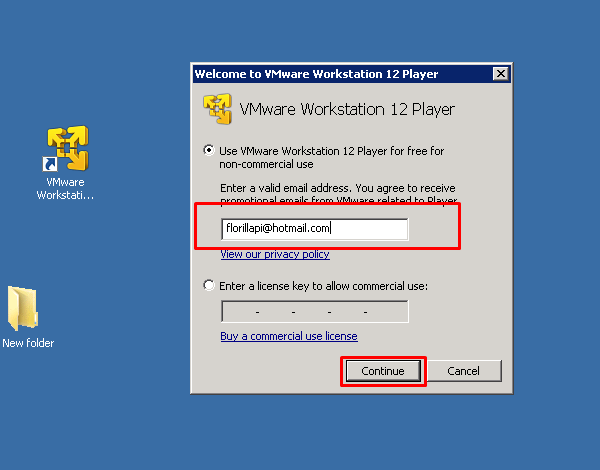 Welcome to VMware Workstation 12 Player
VMware Workstation 12 Player
Use VMware Workstation 12 Player for free for
non-commercial use
Enter a valid email address. You agree to receive
promotional emails from VMware related to Player
florillapi@hotmail.com
View our privacy policy
Enter a license key to allow commercial use:
- - - -
Buy a commercial use license
Continue
Cancel
VMware
Workstati...
New folder